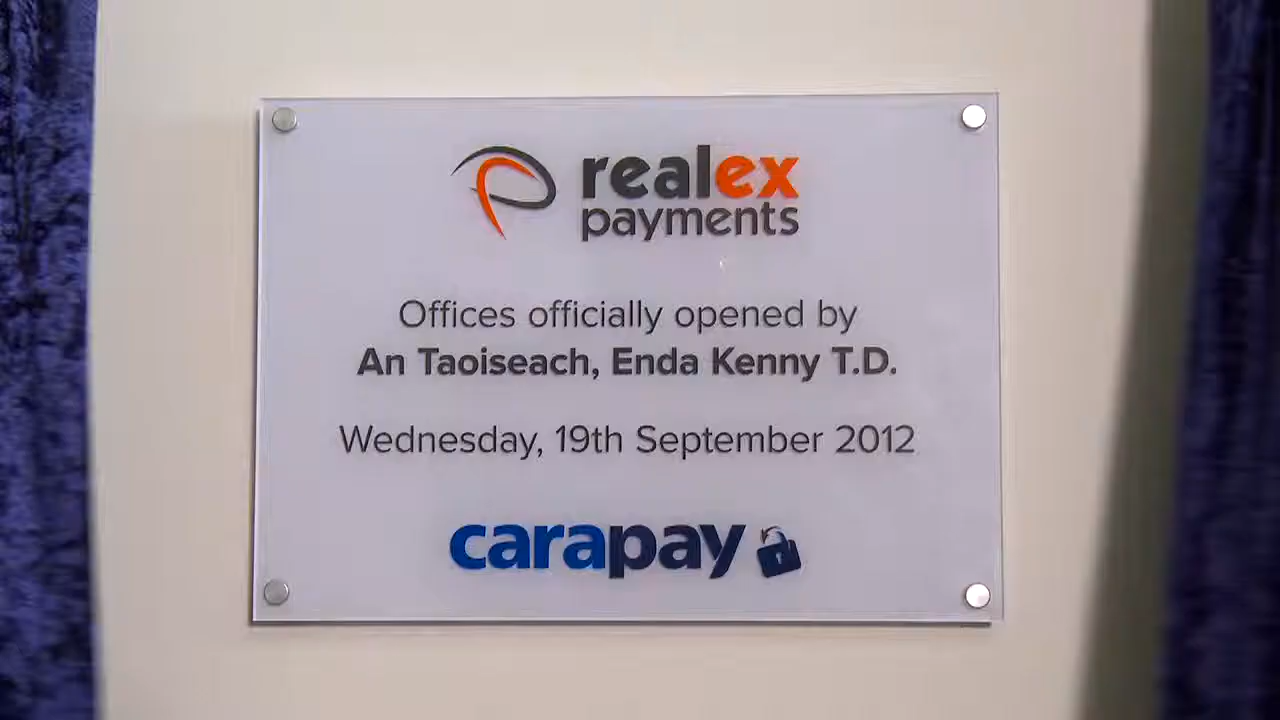 realex
payments
Offices officially opened by
An Taoiseach, Enda Kenny T.D.
Wednesday, 19th September 2012
carapay